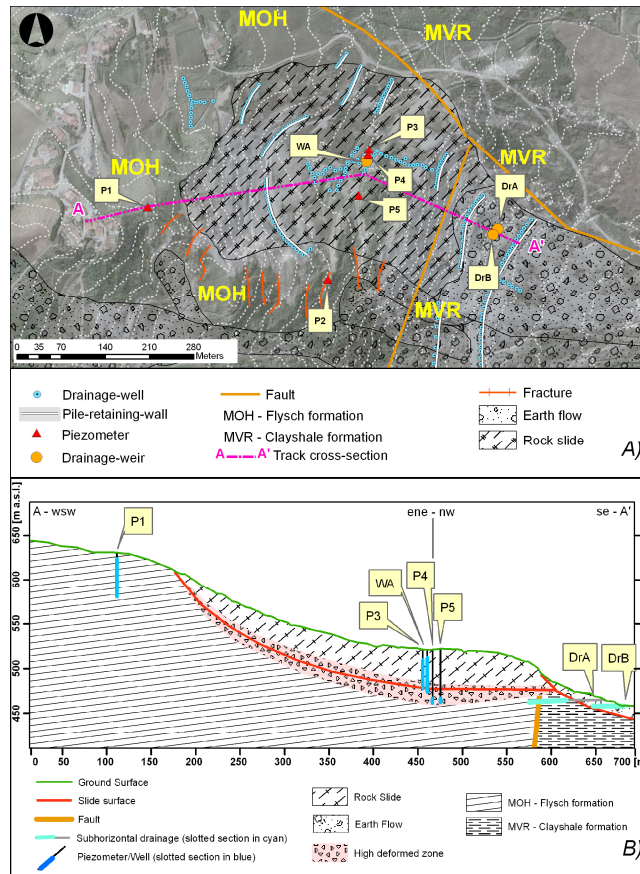 MOH
MVR
P3
WA
MVR
MOH
P1
P4
DrA
A
P5
A'
MOH
DrB
MVR
P2
0 35 70 140 210 280
Meters
Drainage-well
Pile-retaining-wall
Piezometer
Drainage-weir
Fault
MOH - Flysch formation
MVR - Clayshale formation
A A' Track cross-section
Fracture
Earth flow
Rock slide
A)
650 [m a.s.l.]
A - wsw
ene - nw
se - A'
P1
P4
WA
P5
P3
DrA
DrB
600
550
500
450
0 50 100 150 200 250 300 350 400 450 500 550 600 650 700 [m]
Ground Surface
Slide surface
Fault
Subhorizontal drainage (slotted section in cyan)
Piezometer/Well (slotted section in blue)
Rock Slide
Earth Flow
High deformed zone
MOH - Flysch formation
MVR - Clayshale formation
B)